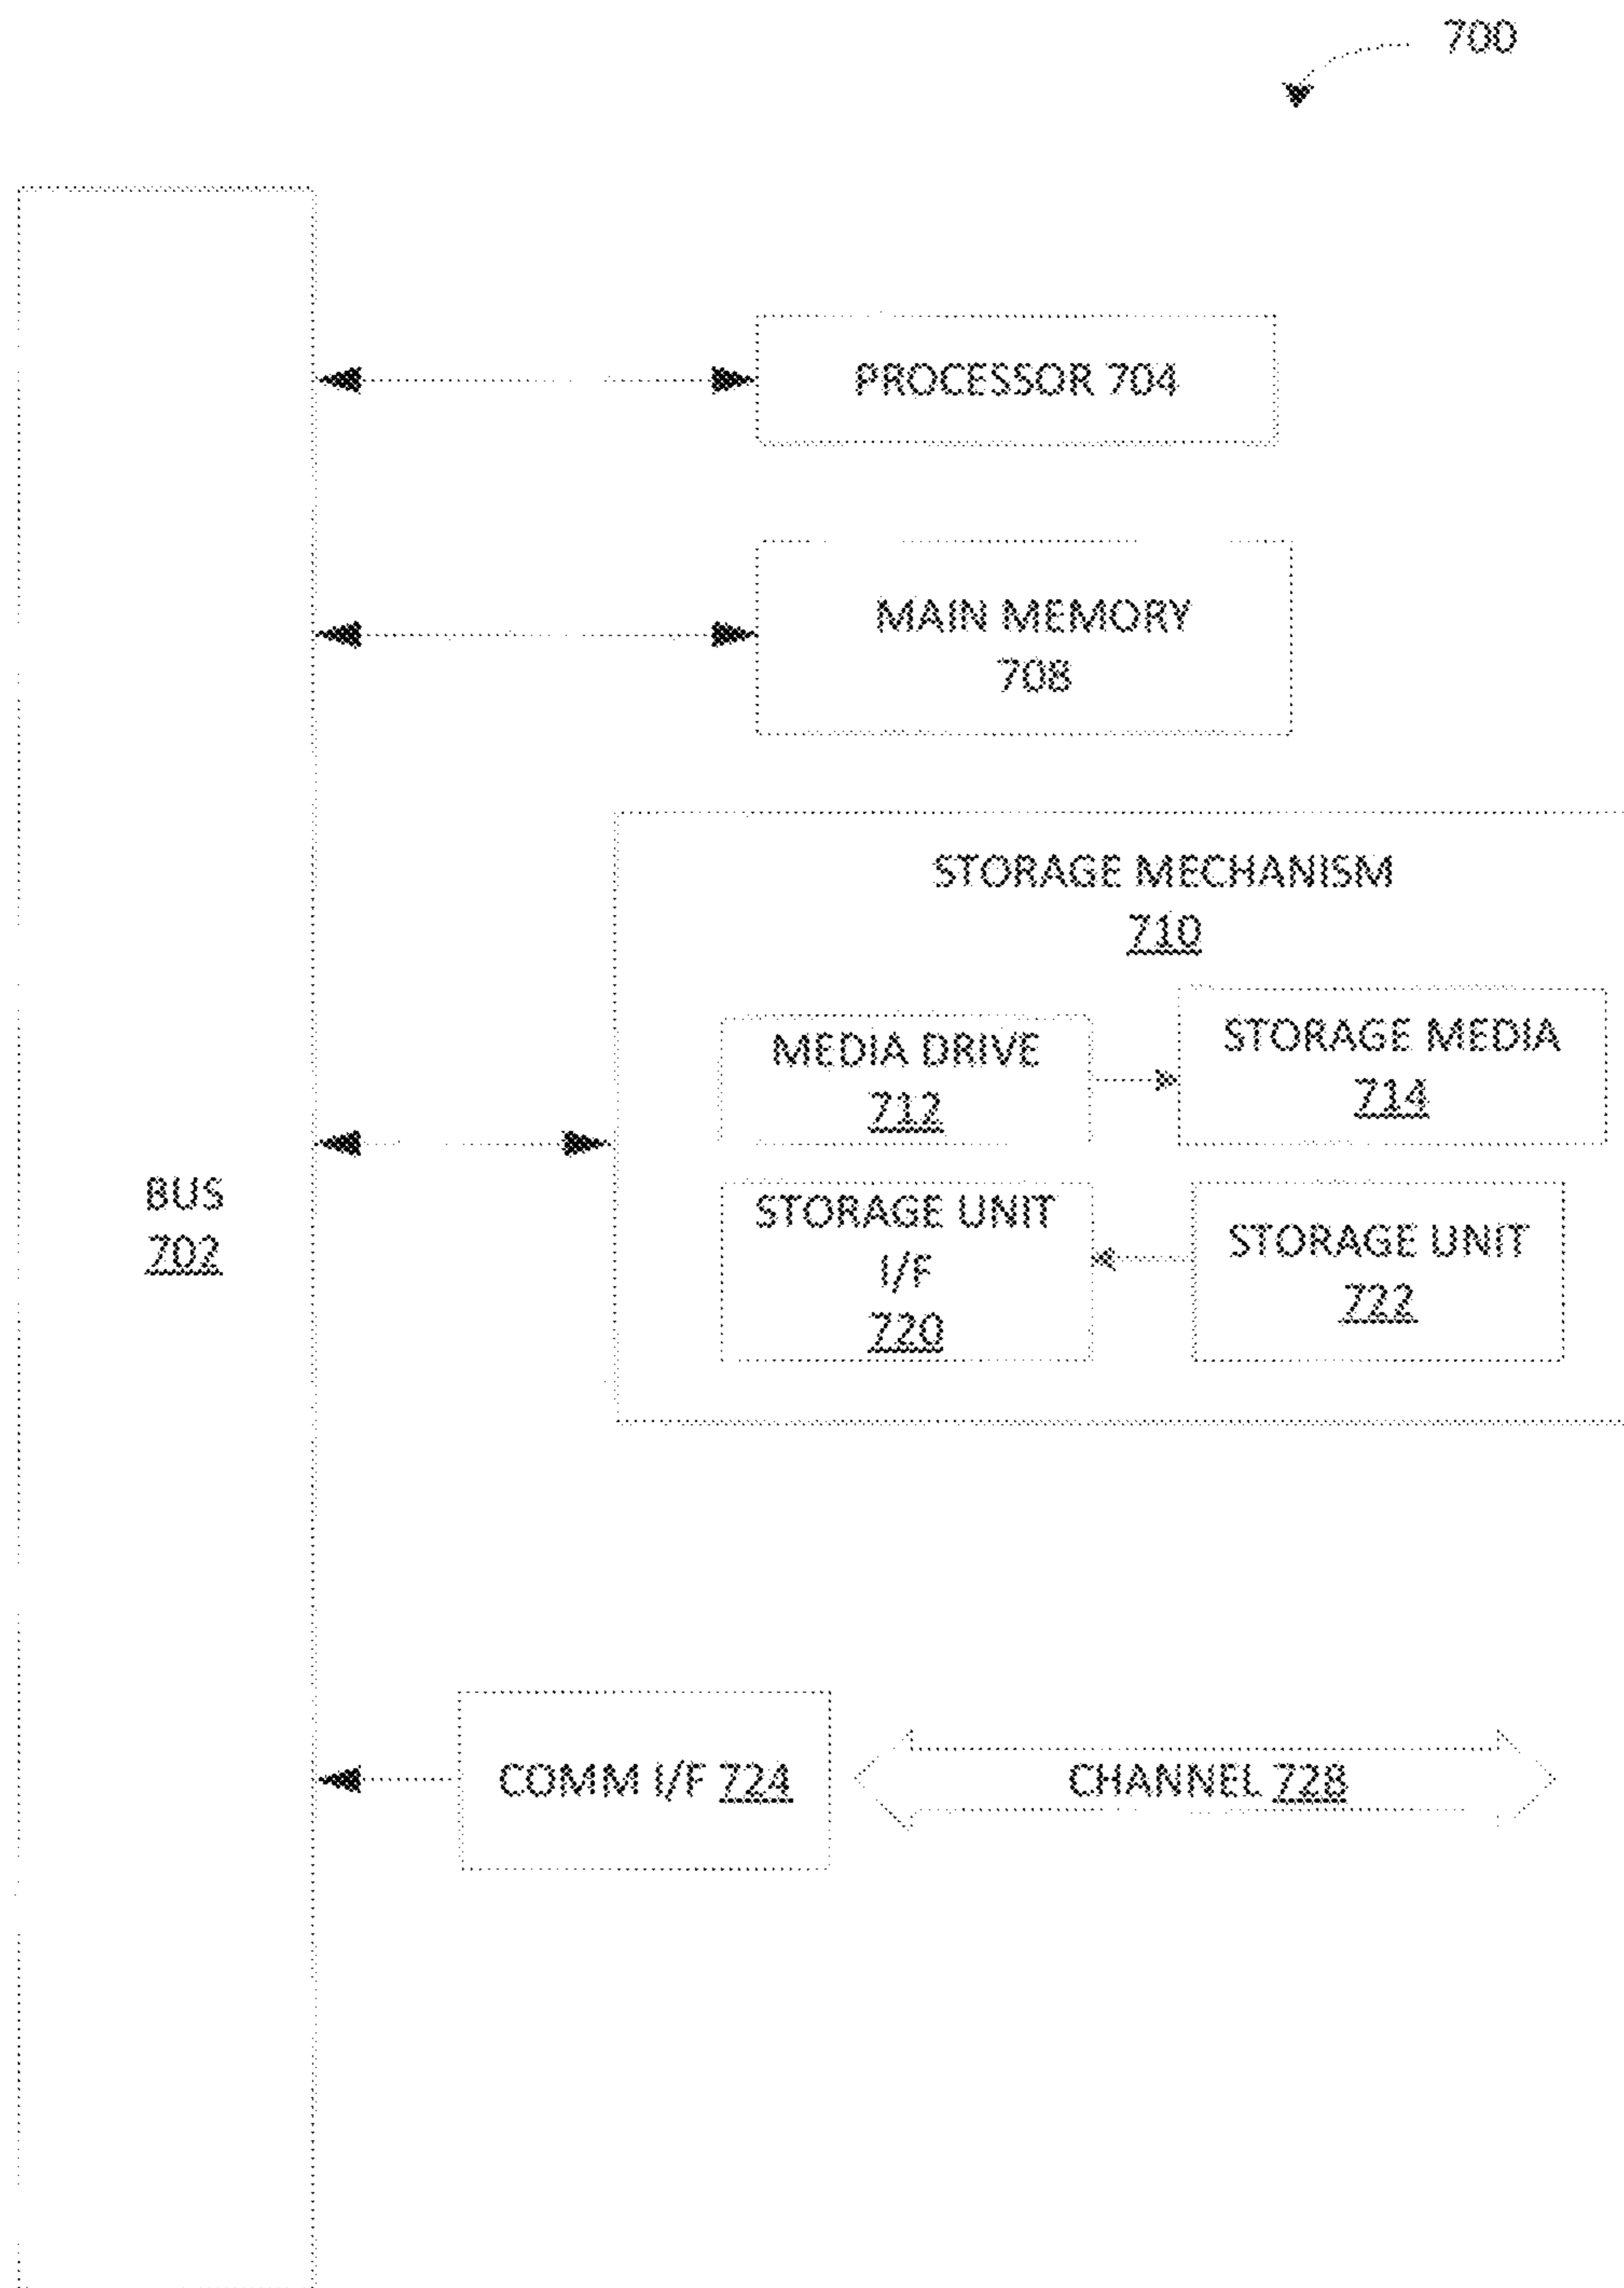 700
PROCESSOR 704
MAIN MEMORY
708
STORAGE MECHANISM
710
MEDIA DRIVE
712
STORAGE MEDIA
714
BUS
702
STORAGE UNIT
I/F
720
STORAGE UNIT
722
COMM I/F 724
CHANNEL 728